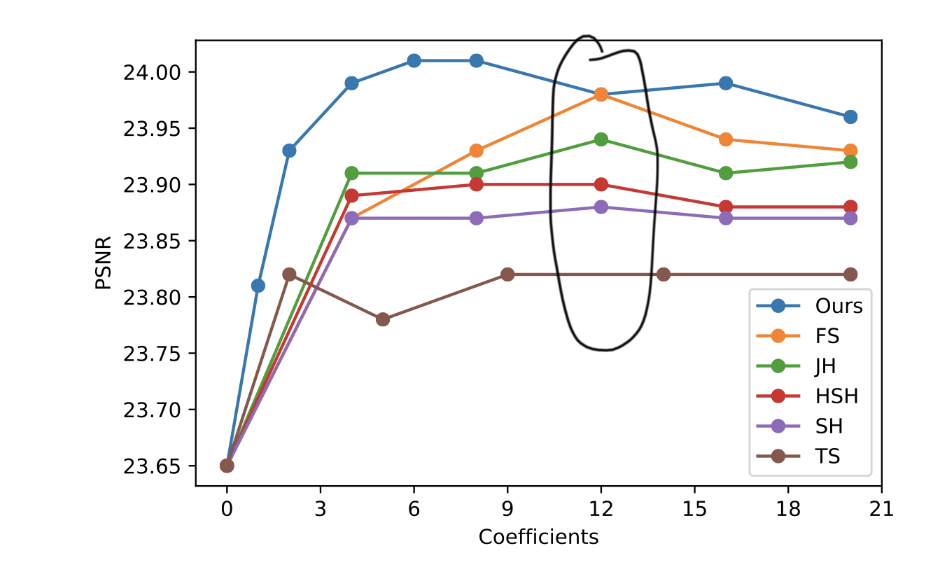 24.00
23.95
23.90
23.85
23.80
23.75
23.70
23.65
PSNR
0 3 6 9 12 15 18 21
Coefficients
Ours
FS
JH
HSH
SH
TS